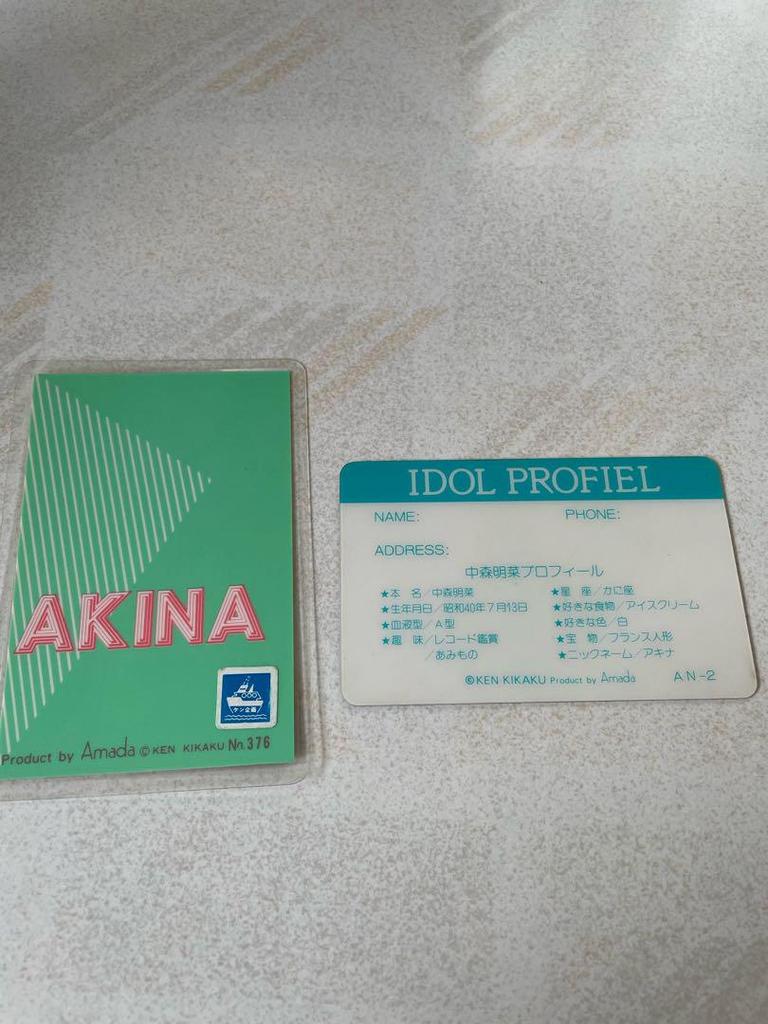 AKINA
ケン企画
Product by Amada © KEN KIKAKU No.376
IDOL PROFIEL
NAME: PHONE:
ADDRESS:
中森明菜プロフィール
★本 名/中森明菜 ★星 座/かに座
★生年月日/昭和40年7月13日 ★好きな食物/アイスクリーム
★血液型/A型 ★好きな色/白
★趣 味/レコード鑑賞 ★宝 物/フランス人形
/あみもの ★ニックネーム/アキナ
©KEN KIKAKU Product by Amada AN-2